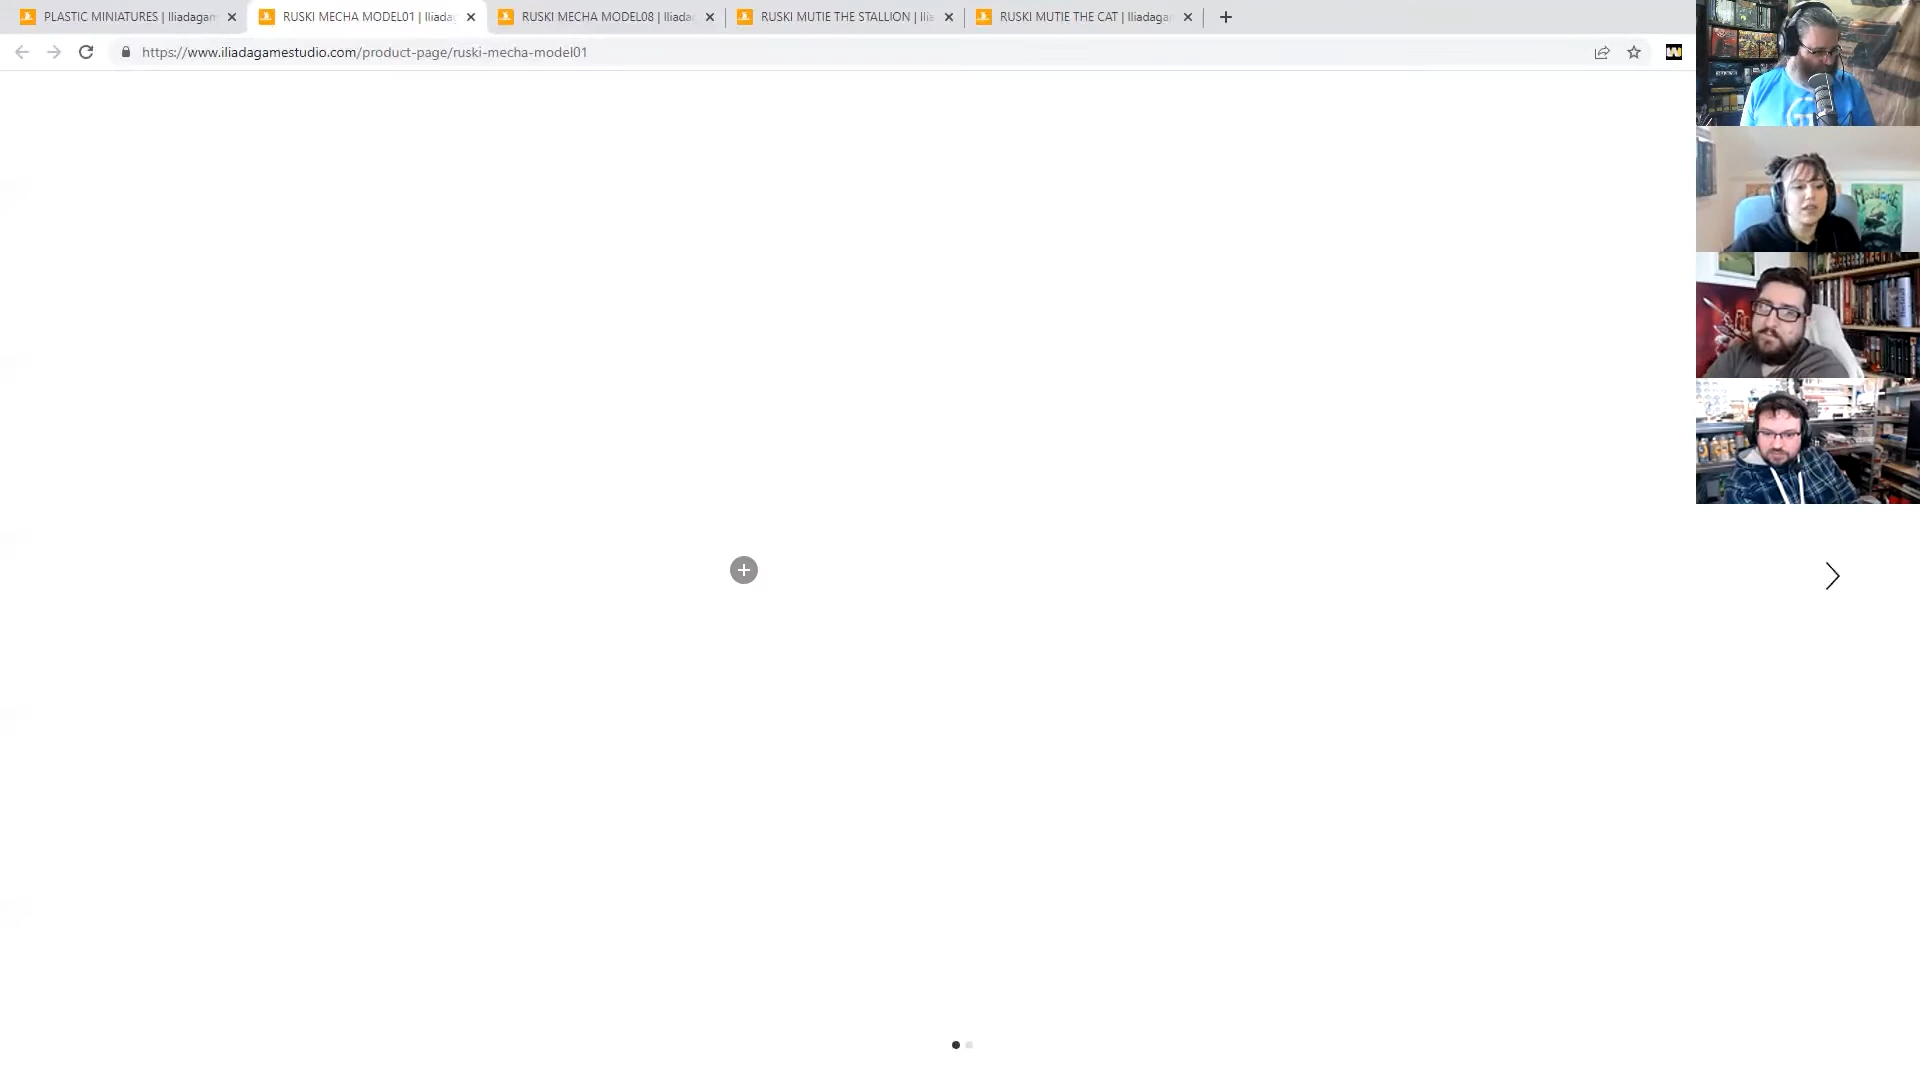 PLASTIC MINIATURES | Iliadagam
RUSKI MECHA MODEL01 | Iliada
RUSKI MECHA MODEL08 | Iliada
RUSKI MUTIE THE STALLION | Ilia
RUSKI MUTIE THE CAT | Iliadaga
https://www.iliadagamestudio.com/product-page/ruski-mecha-model01